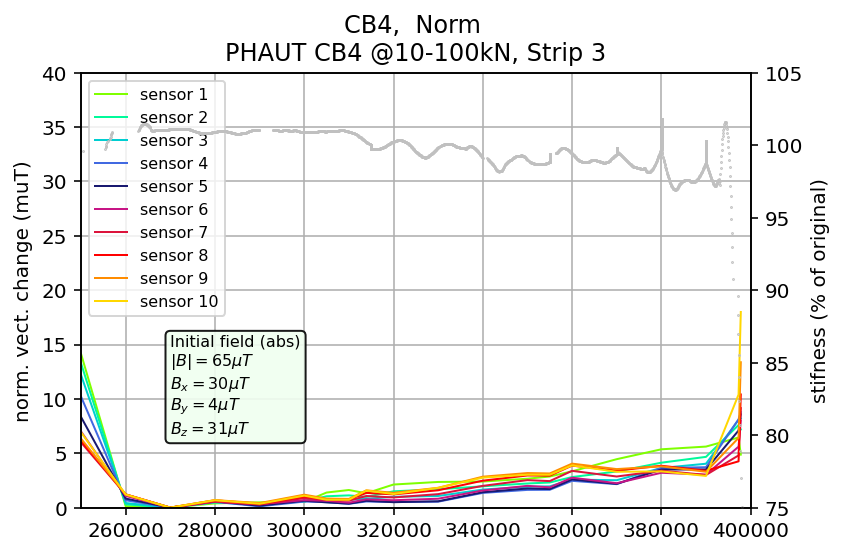 CB4,  Norm
PHAUT CB4 @10-100kN, Strip 3
40
35
30
25
20
15
10
5
0
norm. vect. change (muT)
sensor 1
sensor 2
sensor 3
sensor 4
sensor 5
sensor 6
sensor 7
sensor 8
sensor 9
sensor 10
Initial field (abs)
|B| = 65μT
B_x = 30μT
B_y = 4μT
B_z = 31μT
105
100
95
90
85
80
75
stifness (% of original)
260000 280000 300000 320000 340000 360000 380000 400000